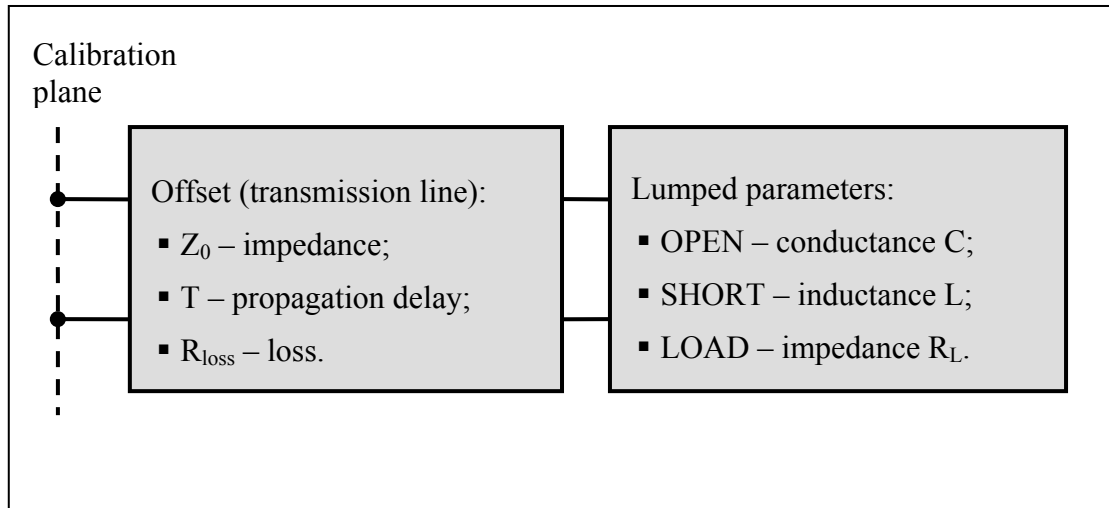 Calibration
plane
Offset (transmission line):
▪ Z₀ – impedance;
▪ T – propagation delay;
▪ Rₗₒₛₛ – loss.
Lumped parameters:
▪ OPEN – conductance C;
▪ SHORT – inductance L;
▪ LOAD – impedance R_L.